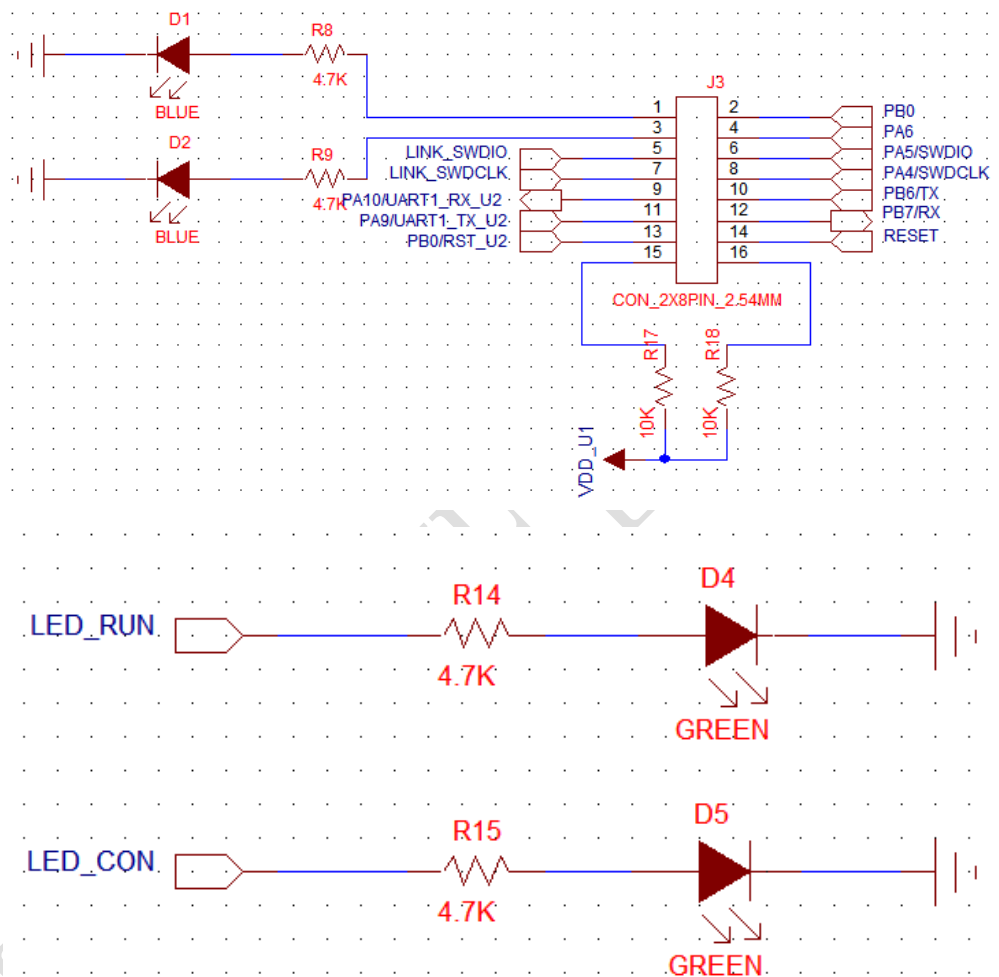 D1
R8
4.7K
BLUE
D2
R9
4.7K
BLUE
J3
1 2
3 4
5 6
7 8
9 10
11 12
13 14
15 16
LINK_SWDIO
LINK_SWDCLK
PA10/UART1_RX_U2
PA9/UART1_TX_U2
PB0/RST_U2
PB0
PA6
PA5/SWDIO
PA4/SWDCLK
PB6/TX
PB7/RX
RESET
CON_2X8PIN_2.54MM
R17
10K
R18
10K
VDD_U1
LED_RUN
R14
4.7K
D4
GREEN
LED_CON
R15
4.7K
D5
GREEN